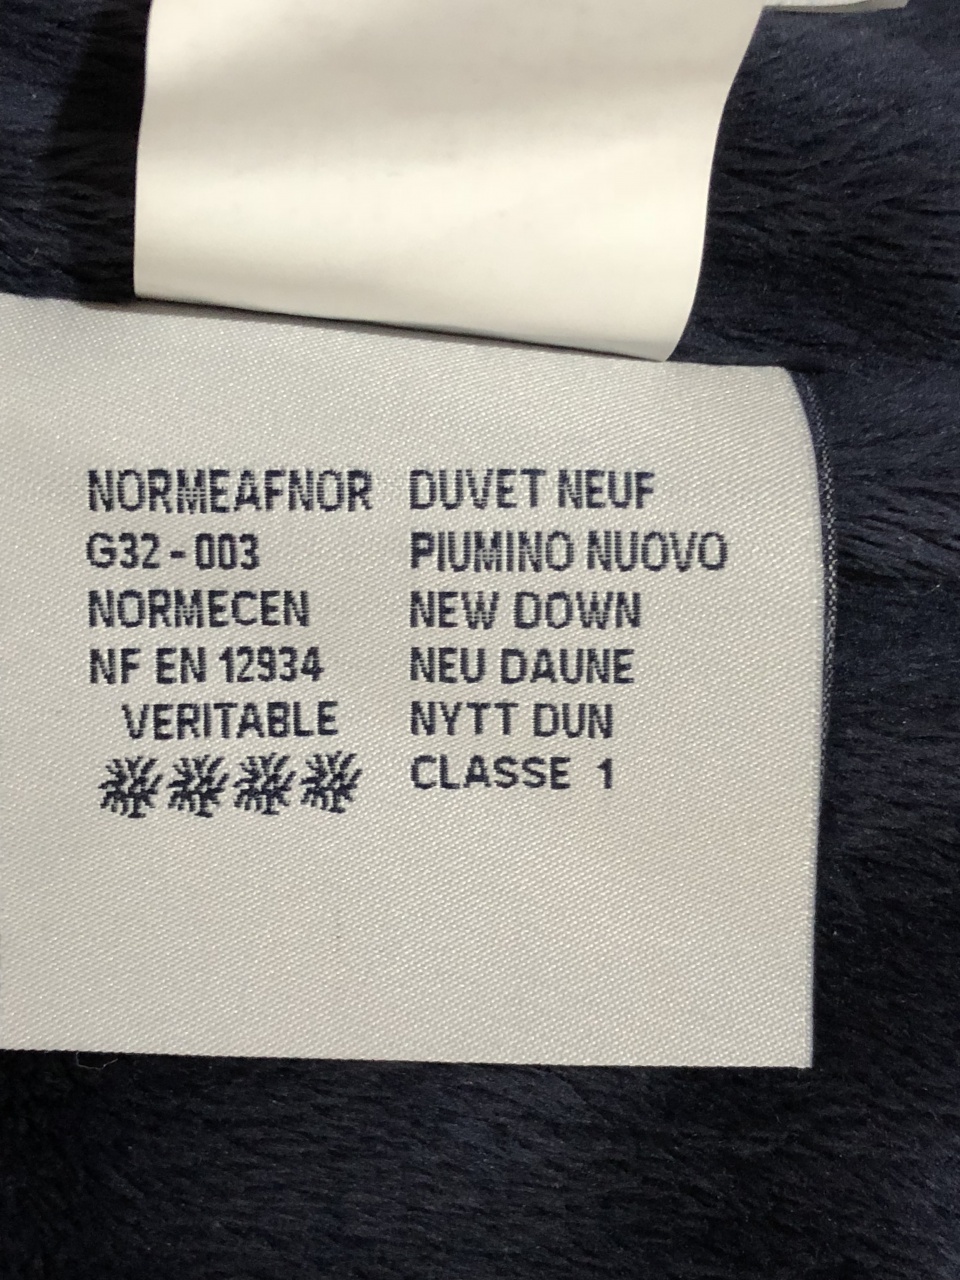 NORMEAFNOR
G32-003
NORMECEN
NF EN 12934
VERITABLE
DUVET NEUF
PIUMINO NUOVO
NEW DOWN
NEU DAUNE
NYTT DUN
CLASSE 1